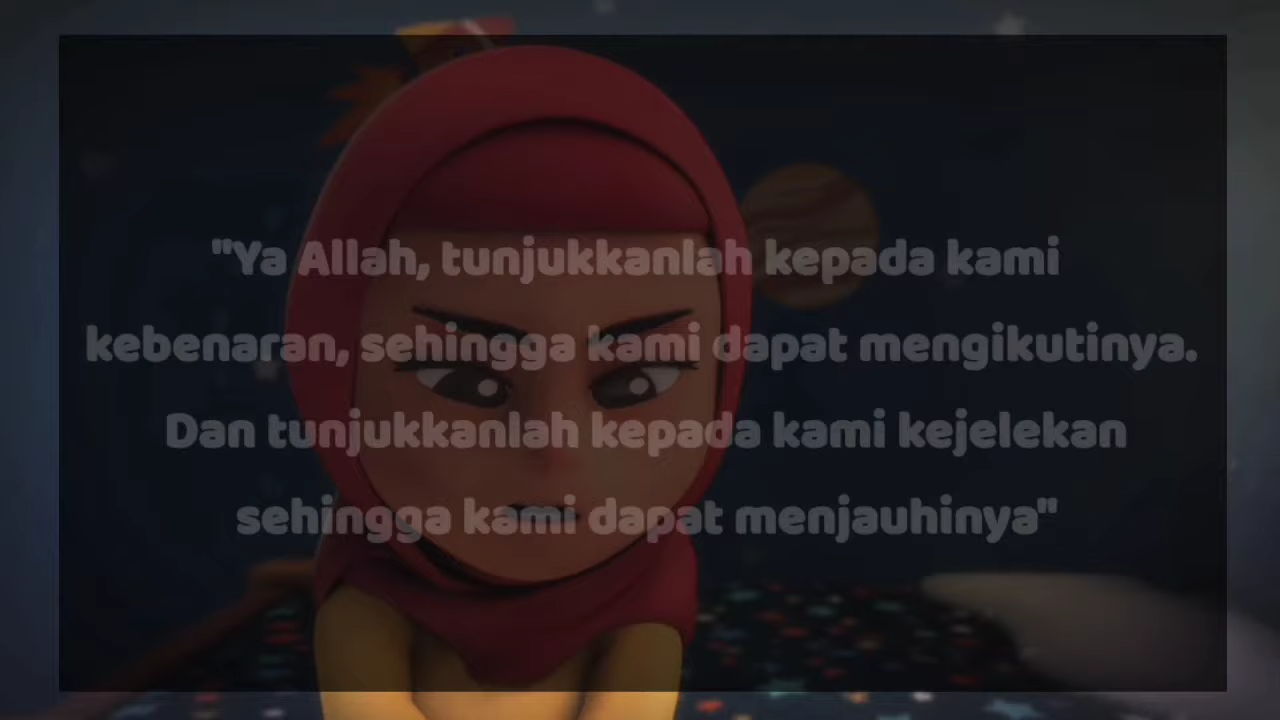 "Ya Allah, tunjukkanlah kepada kami
kebenaran, sehingga kami dapat mengikutinya.
Dan tunjukkanlah kepada kami kejelekan
sehingga kami dapat menjauhinya"